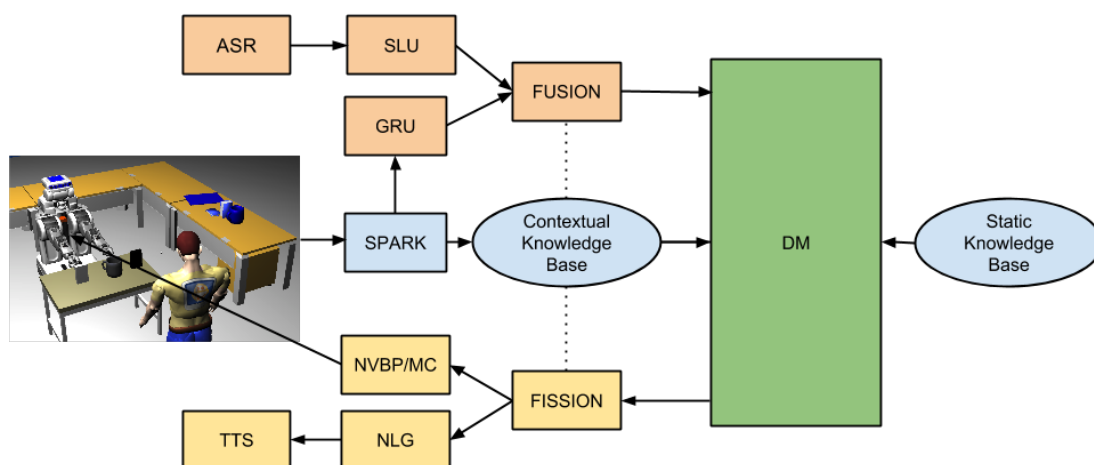 ASR
SLU
FUSION
GRU
SPARK
Contextual
Knowledge
Base
DM
Static
Knowledge
Base
NVBP/MC
FISSION
TTS
NLG